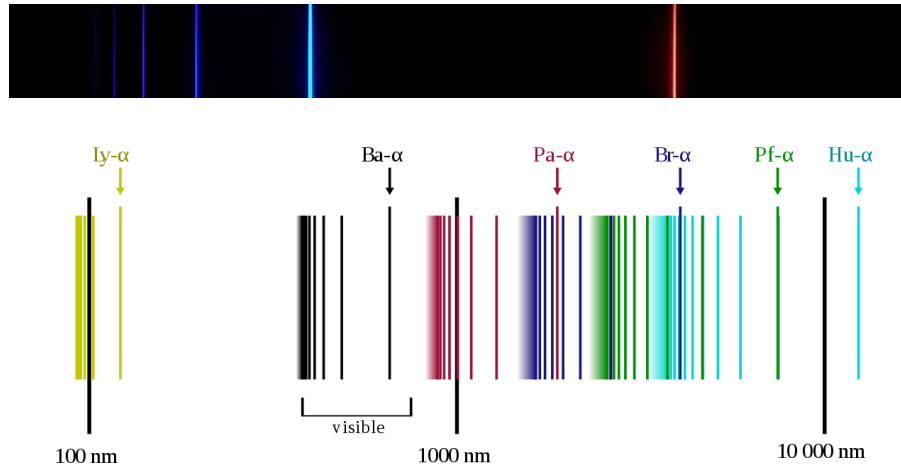 Ly-α
Ba-α
Pa-α
Br-α
Pf-α
Hu-α
visible
100 nm
1000 nm
10 000 nm